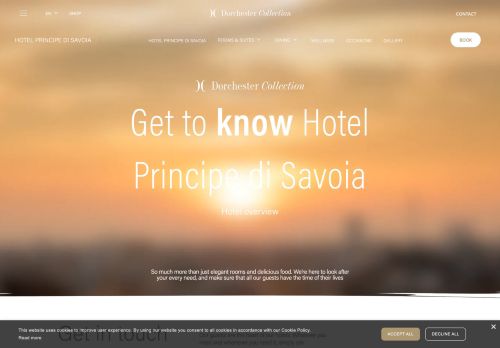 EN
SHOP
Dorchester Collection
CONTACT
HOTEL PRINCIPE DI SAVOIA
HOTEL PRINCIPE DI SAVOIA
ROOMS & SUITES
DINING
WELLNESS
OCCASIONS
GALLERY
BOOK
Dorchester Collection
Get to know Hotel
Principe di Savoia
Hotel overview
So much more than just elegant rooms and delicious food. We're here to look after
your every need, and make sure that all our guests have the time of their lives
Get in touch
This website uses cookies to improve user experience. By using our website you consent to all cookies in accordance with our Cookie Policy.
Read more
ACCEPT ALL
DECLINE ALL